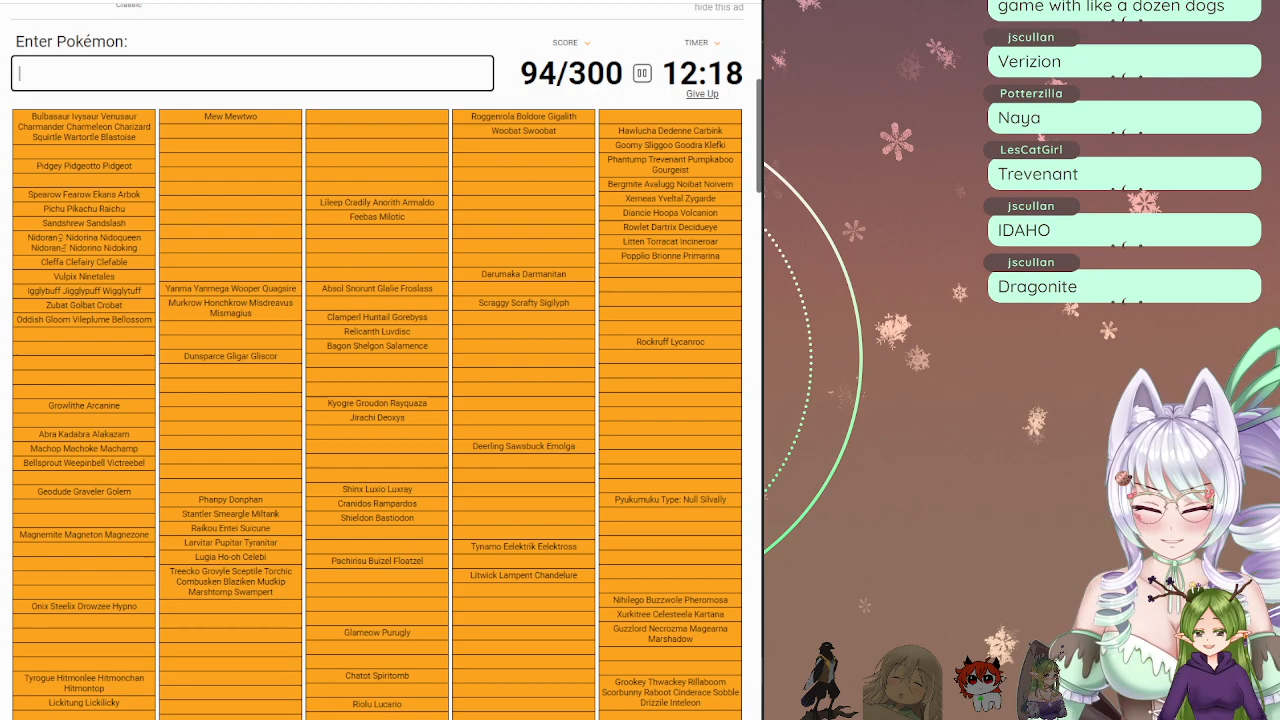 Classic
hide this ad
Enter Pokémon:
SCORE
TIMER
94/300
12:18
Give Up
Bulbasaur Ivysaur Venusaur
Charmander Charmeleon Charizard
Squirtle Wartortle Blastoise
Pidgey Pidgeotto Pidgeot
Spearow Fearow Ekans Arbok
Pichu Pikachu Raichu
Sandshrew Sandslash
Nidoran♀ Nidorina Nidoqueen
Nidoran♂ Nidorino Nidoking
Cleffa Clefairy Clefable
Vulpix Ninetales
Igglybuff Jigglypuff Wigglytuff
Zubat Golbat Crobat
Oddish Gloom Vileplume Bellossom
Growlithe Arcanine
Abra Kadabra Alakazam
Machop Machoke Machamp
Bellsprout Weepinbell Victreebel
Geodude Graveler Golem
Magnemite Magneton Magnezone
Onix Steelix Drowzee Hypno
Tyrogue Hitmonlee Hitmonchan
Hitmontop
Lickitung Lickilicky
Mew Mewtwo
Yanma Yanmega Wooper Quagsire
Murkrow Honchkrow Misdreavus
Mismagius
Dunsparce Gligar Gliscor
Phanpy Donphan
Stantler Smeargle Miltank
Raikou Entei Suicune
Larvitar Pupitar Tyranitar
Lugia Ho-oh Celebi
Treecko Grovyle Sceptile Torchic
Combusken Blaziken Mudkip
Marshtomp Swampert
Lileep Cradily Anorith Armaldo
Feebas Milotic
Absol Snorunt Glalie Froslass
Clamperl Huntail Gorebyss
Relicanth Luvdisc
Bagon Shelgon Salamence
Kyogre Groudon Rayquaza
Jirachi Deoxys
Shinx Luxio Luxray
Cranidos Rampardos
Shieldon Bastiodon
Pachirisu Buizel Floatzel
Glameow Purugly
Chatot Spiritomb
Riolu Lucario
Roggenrola Boldore Gigalith
Woobat Swoobat
Darumaka Darmanitan
Scraggy Scrafty Sigilyph
Deerling Sawsbuck Emolga
Tynamo Eelektrik Eelektross
Litwick Lampent Chandelure
Hawlucha Dedenne Carbink
Goomy Sliggoo Goodra Klefki
Phantump Trevenant Pumpkaboo
Gourgeist
Bergmite Avalugg Noibat Noivern
Xerneas Yveltal Zygarde
Diancie Hoopa Volcanion
Rowlet Dartrix Decidueye
Litten Torracat Incineroar
Popplio Brionne Primarina
Rockruff Lycanroc
Pyukumuku Type: Null Silvally
Nihilego Buzzwole Pheromosa
Xurkitree Celesteela Kartana
Guzzlord Necrozma Magearna
Marshadow
Grookey Thwackey Rillaboom
Scorbunny Raboot Cinderace Sobble
Drizzile Inteleon
game with like a dozen dogs
jscullan
Verizion
Potterzilla
Naya
LesCatGirl
Trevenant
jscullan
IDAHO
jscullan
Dragonite